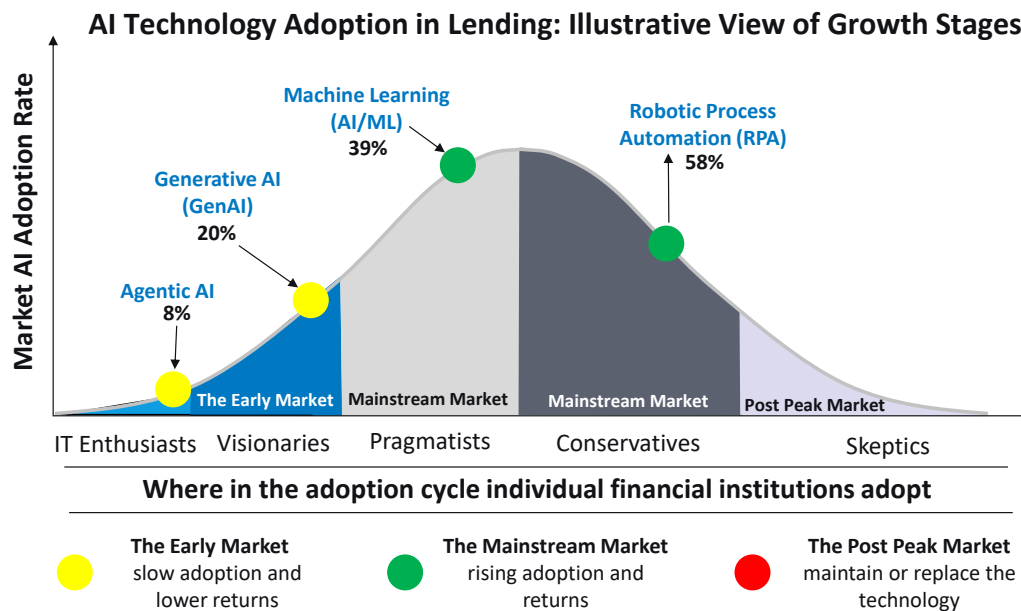 AI Technology Adoption in Lending: Illustrative View of Growth Stages
Market AI Adoption Rate
Machine Learning
(AI/ML)
39%
Robotic Process
Automation (RPA)
58%
Generative AI
(GenAI)
20%
Agentic AI
8%
The Early Market
Mainstream Market
Mainstream Market
Post Peak Market
IT Enthusiasts
Visionaries
Pragmatists
Conservatives
Skeptics
Where in the adoption cycle individual financial institutions adopt
The Early Market
slow adoption and
lower returns
The Mainstream Market
rising adoption and
returns
The Post Peak Market
maintain or replace the
technology